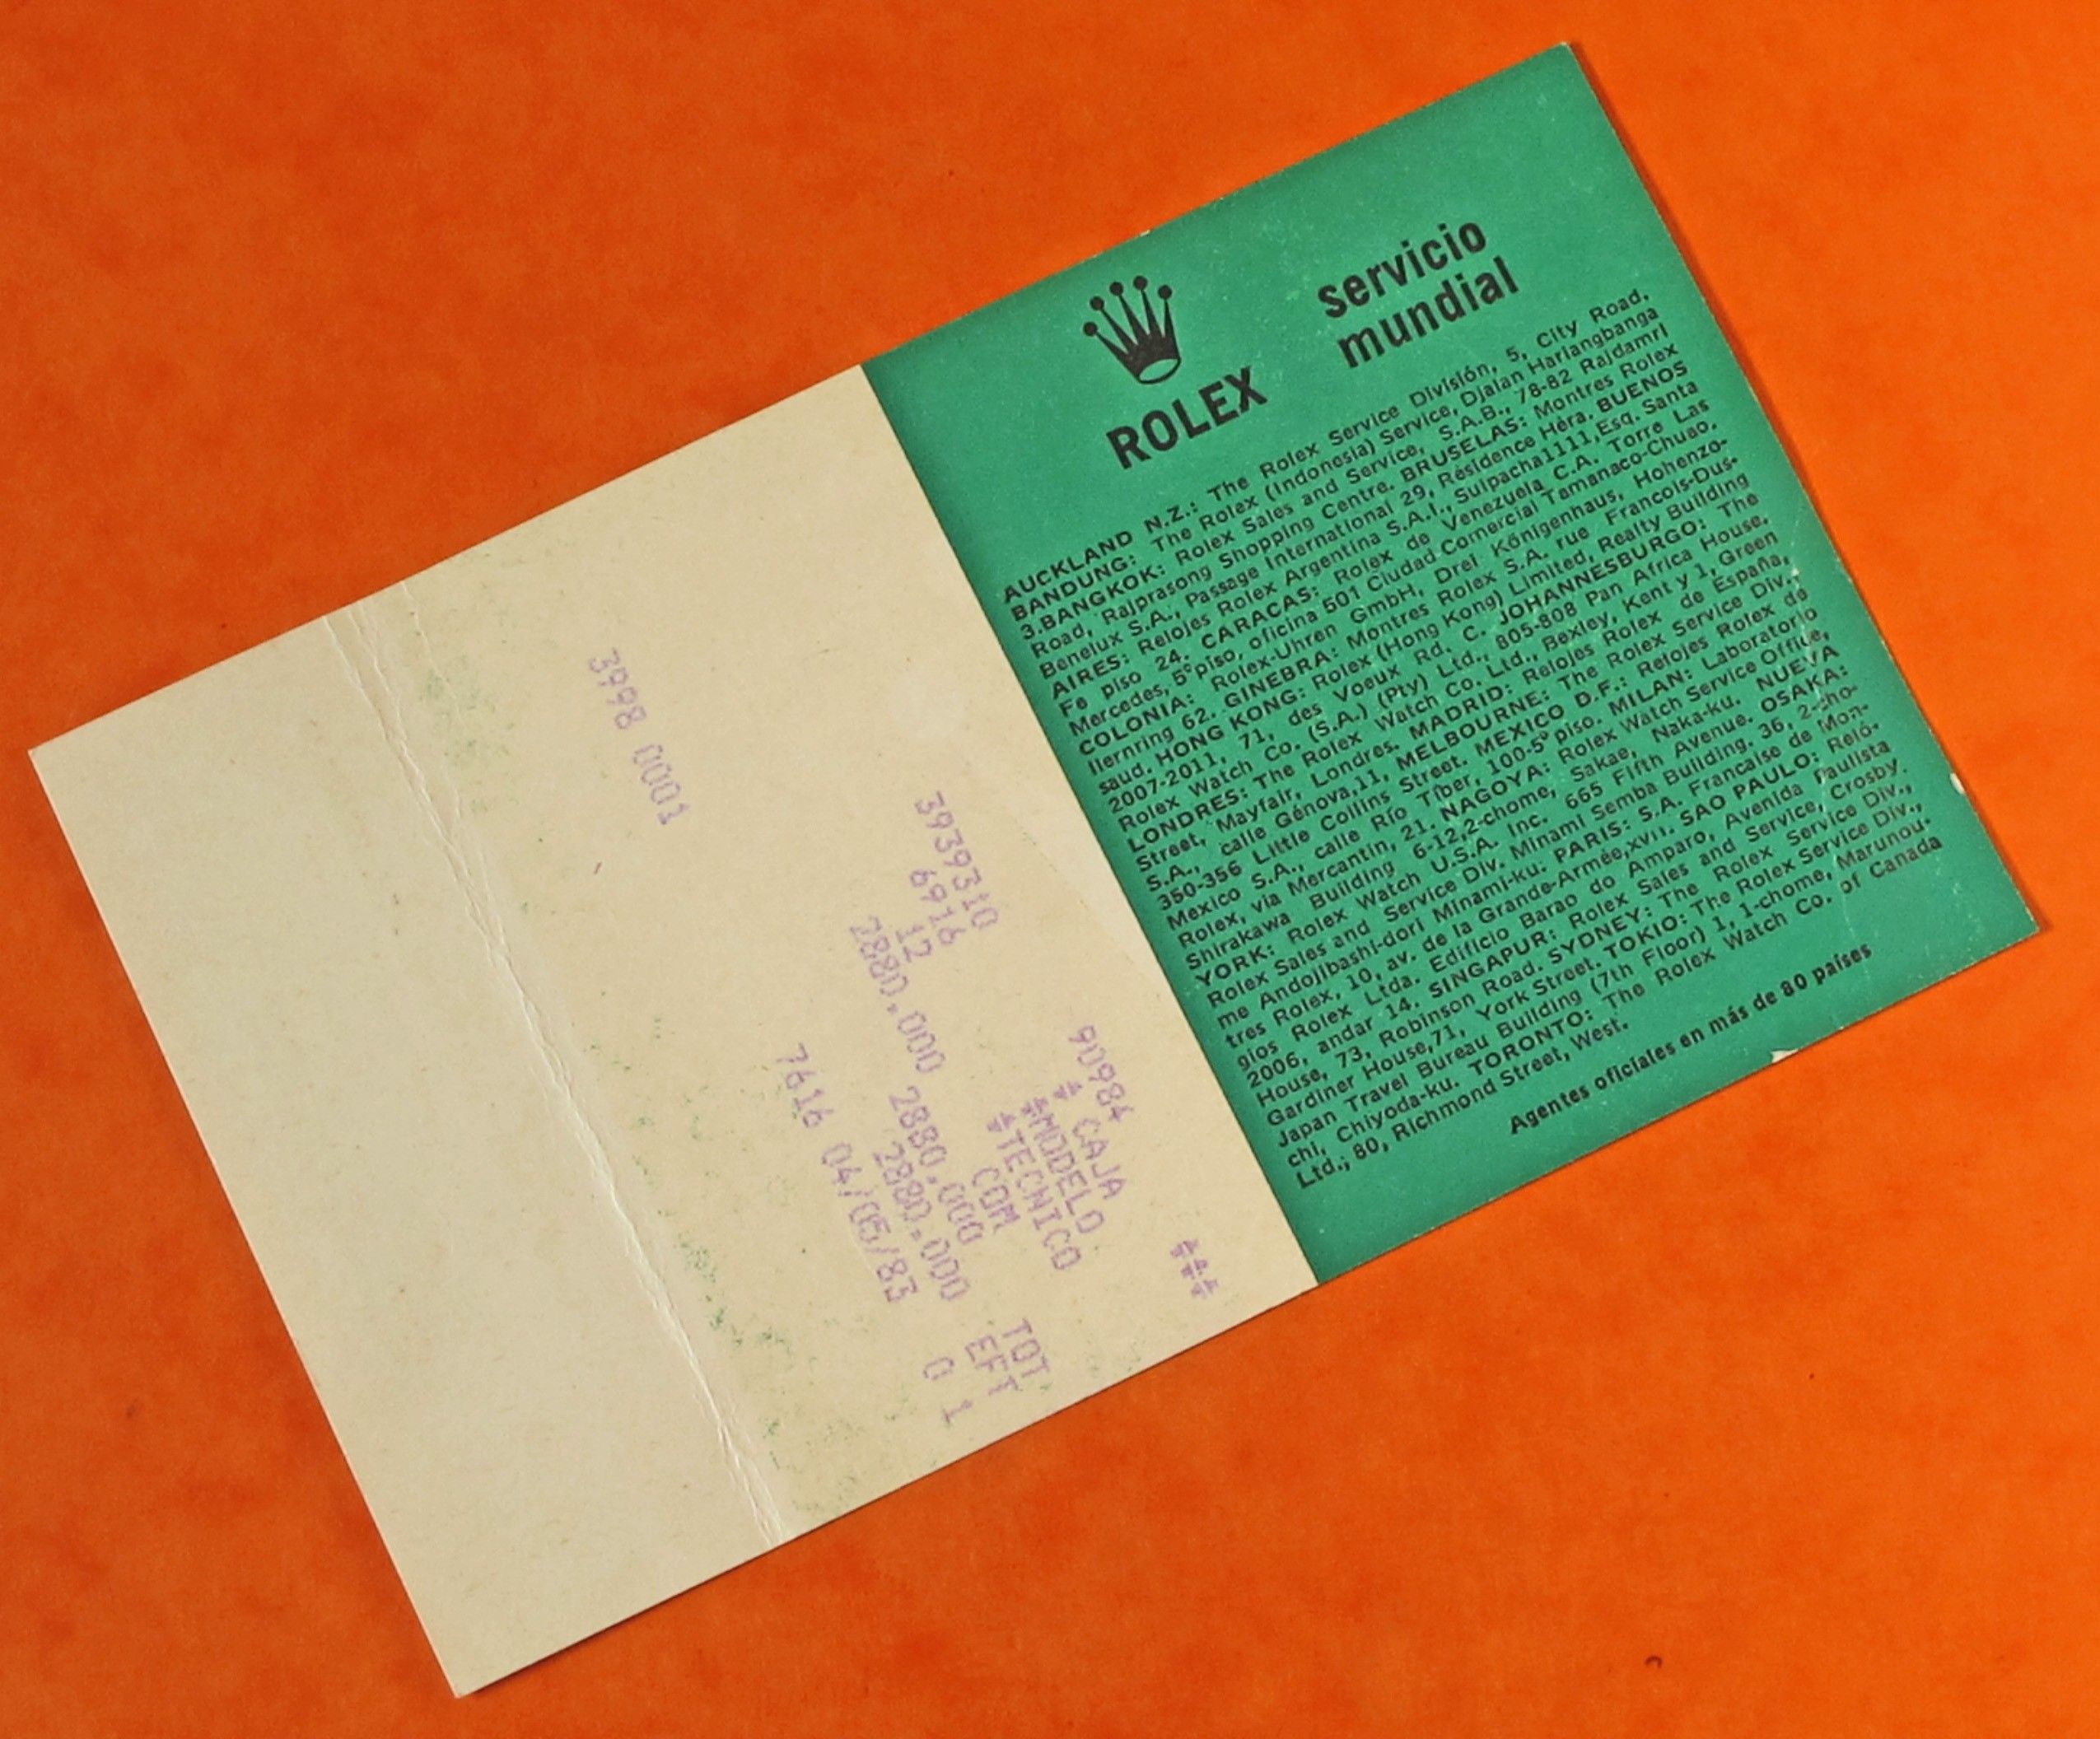 ROLEX
servicio
mundial
AUCKLAND N.Z.: The Rolex Service División, 5, City Road,
BANDUNG: The Rolex (Indonesia) Service, Djalan Hariangbanga
3. BANGKOK: Rolex Sales and Service, S.A.B., 78-82 Rajdamri
Road, Rajprasong Shopping Centre. BRUSELAS: Montres Rolex
Benelux S.A., Passage International 29, Résidence Héra. BUENOS
AIRES: Relojes Rolex Argentina S.A.I., Suipacha1111,Esq. Santa
Fe piso 24. CARACAS: Rolex de Venezuela C.A. Torre Las
Mercedes, 5º piso, oficina 501 Ciudad Comercial Tamanaco-Chuao.
COLONIA: Rolex-Uhren GmbH, Drei Königenhaus, Hohenzo-
llernring 62. GINEBRA: Montres Rolex S.A. rue Francois-Dus-
saud. HONG KONG: Rolex (Hong Kong) Limited, Realty Building
2007-2011, 71, des Voeux Rd. C. JOHANNESBURGO: The
Rolex Watch Co. (S.A.) (Pty) Ltd., 805-808 Pan Africa House.
LONDRES: The Rolex Watch Co. Ltd., Bexley, Kent y 1, Green
Street, Mayfair, Londres. MADRID: Relojes Rolex de España,
S.A., calle Génova,11, MELBOURNE: The Rolex Service Div.,
350-356 Little Collins Street. MEXICO D.F.: Relojes Rolex de
Mexico S.A., calle Río Tíber, 100-5º piso. MILAN: Laboratorio
Rolex, vía Mercantin, 21. NAGOYA: Rolex Watch Service Office,
Shirakawa Building 6-12,2-chome, Sakae, Naka-ku. NUEVA
YORK: Rolex Watch U.S.A. Inc. 665 Fifth Avenue. OSAKA:
Rolex Sales and Service Div. Minami Semba Building. 36, 2-cho-
me Andojibashi-dori Minami-ku. PARIS: S.A. Francaise de Mon-
tres Rolex, 10, av. de la Grande-Armée,xvii. SAO PAULO: Reló-
gios Rolex Ltda. Edificio Barao do Amparo, Avenida Paulista
2006, andar 14. SINGAPUR: Rolex Sales and Service, Crosby
House, 73, Robinson Road. SYDNEY: The Rolex Service Div.,
Gardiner House,71, York Street. TOKIO: The Rolex Service Div.,
Japan Travel Bureau Building (7th Floor) 1, 1-chome, Marunou-
chi, Chiyoda-ku. TORONTO: The Rolex Watch Co. of Canada
Ltd.; 80, Richmond Street, West.
Agentes oficiales en más de 80 países
***
90984 * CAJA
3939310 *MODELO
6916 *TECNICO
12 COM
2880.000 2880.000 TOT
2880.000 EFT
7616 04/05/83 0 1
3998 0001